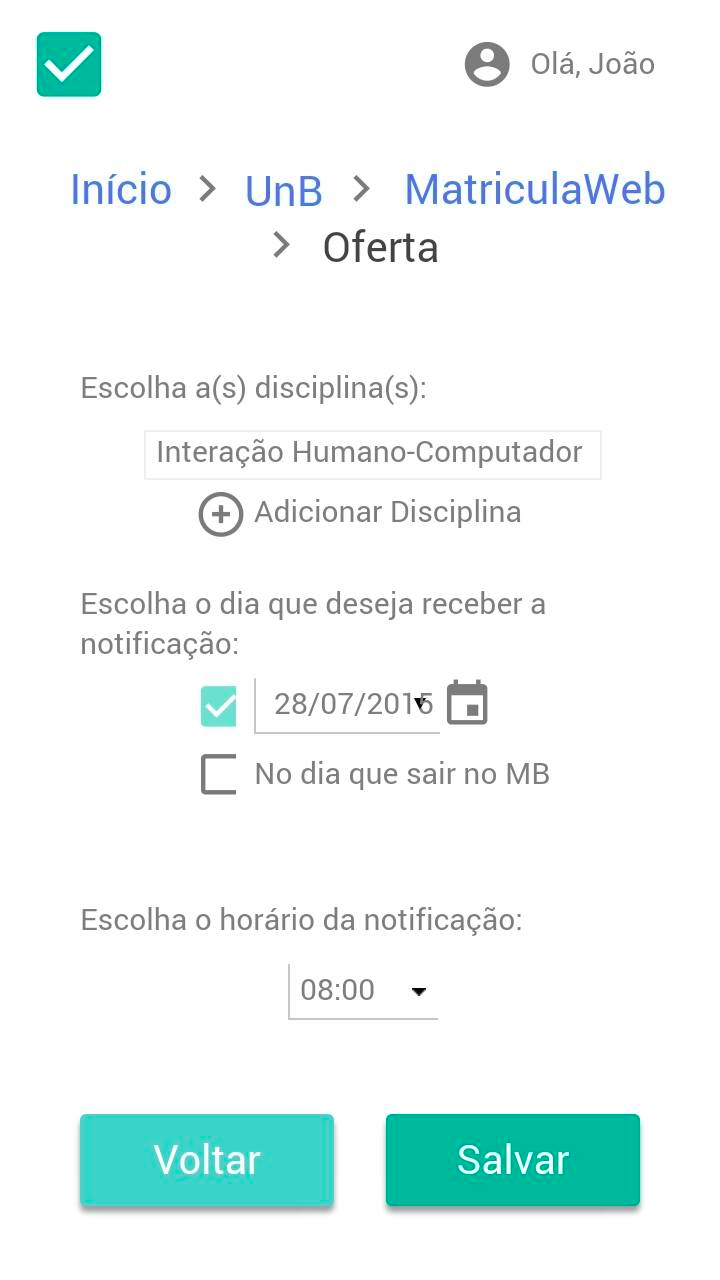 Olá, João
Início > UnB > MatriculaWeb
> Oferta
Escolha a(s) disciplina(s):
Interação Humano-Computador
Adicionar Disciplina
Escolha o dia que deseja receber a
notificação:
28/07/2015
No dia que sair no MB
Escolha o horário da notificação:
08:00
Voltar
Salvar